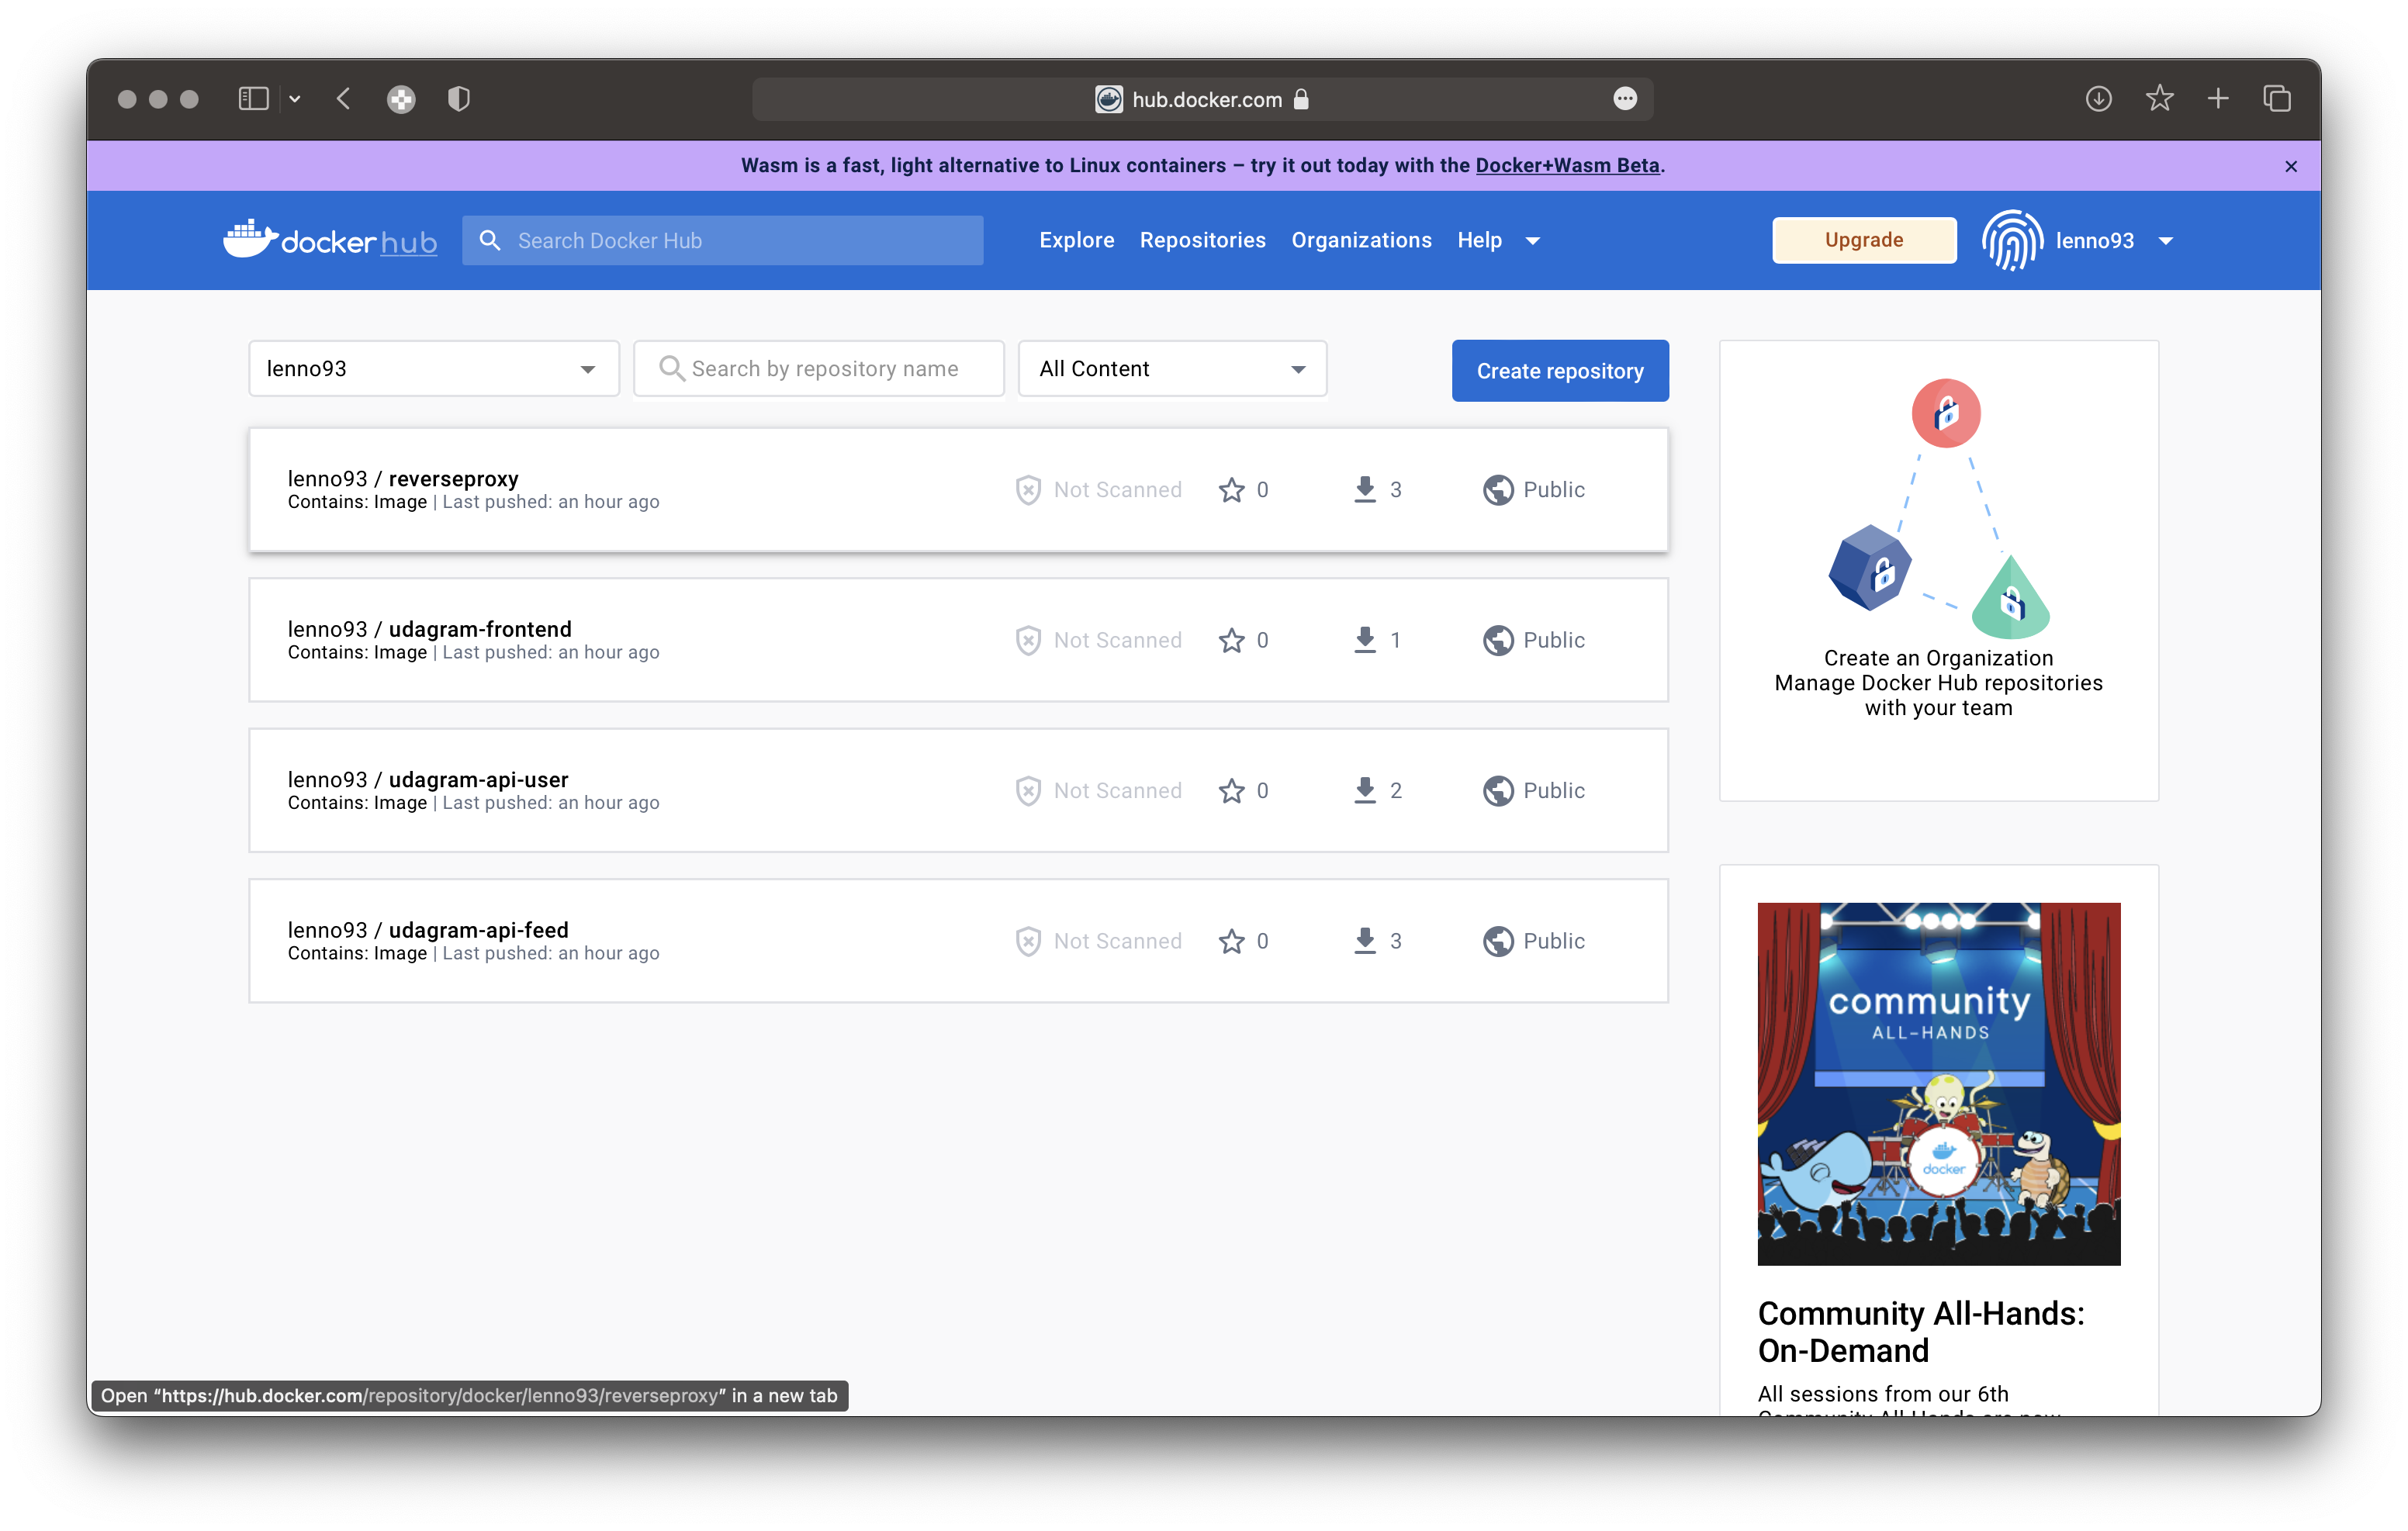 hub.docker.com
Wasm is a fast, light alternative to Linux containers – try it out today with the Docker+Wasm Beta.
dockerhub
Search Docker Hub
Explore
Repositories
Organizations
Help
Upgrade
lenno93
lenno93
Search by repository name
All Content
Create repository
lenno93 / reverseproxy
Contains: Image | Last pushed: an hour ago
Not Scanned
0
3
Public
lenno93 / udagram-frontend
Contains: Image | Last pushed: an hour ago
Not Scanned
0
1
Public
lenno93 / udagram-api-user
Contains: Image | Last pushed: an hour ago
Not Scanned
0
2
Public
lenno93 / udagram-api-feed
Contains: Image | Last pushed: an hour ago
Not Scanned
0
3
Public
Create an Organization
Manage Docker Hub repositories
with your team
community
ALL-HANDS
docker
Community All-Hands:
On-Demand
All sessions from our 6th
Community All Hands are now
Open “https://hub.docker.com/repository/docker/lenno93/reverseproxy” in a new tab